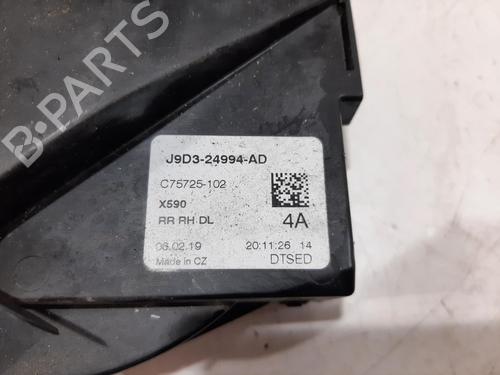 B-PARTS
J9D3-24994-AD
C75725-102
X590
RR RH DL
4A
06.02.19
20:11:26 14
Made in CZ
DTSED